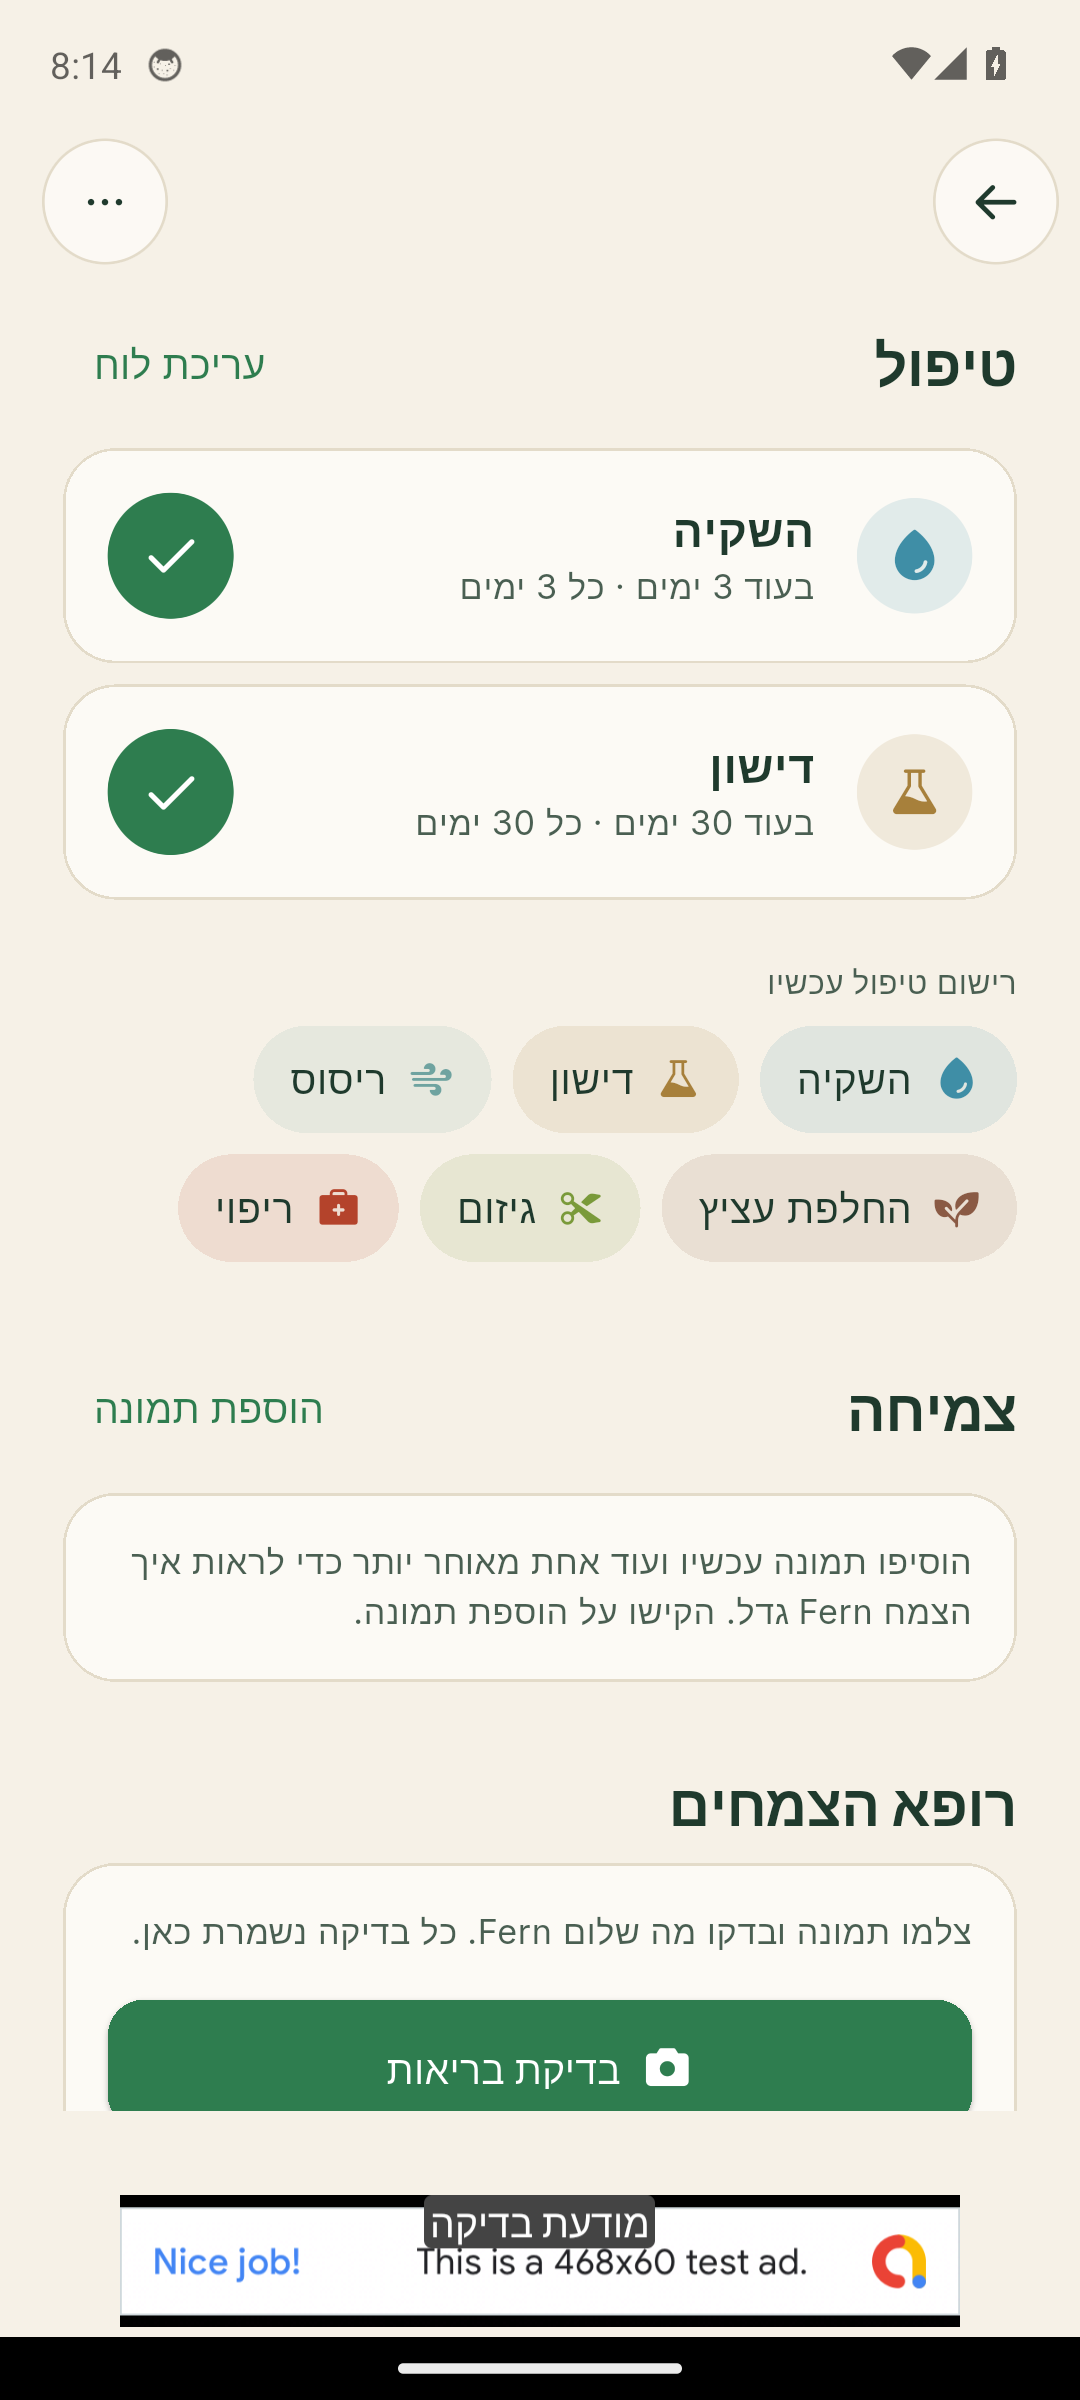 8:14
טיפול
עריכת לוח
השקיה
בעוד 3 ימים · כל 3 ימים
דישון
בעוד 30 ימים · כל 30 ימים
רישום טיפול עכשיו
השקיה
דישון
ריסוס
החלפת עציץ
גיזום
ריפוי
צמיחה
הוספת תמונה
הוסיפו תמונה עכשיו ועוד אחת מאוחר יותר כדי לראות איך
הצמח Fern גדל. הקישו על הוספת תמונה.
רופא הצמחים
צלמו תמונה ובדקו מה שלום Fern. כל בדיקה נשמרת כאן.
בדיקת בריאות
מודעת בדיקה
Nice job!
This is a 468x60 test ad.